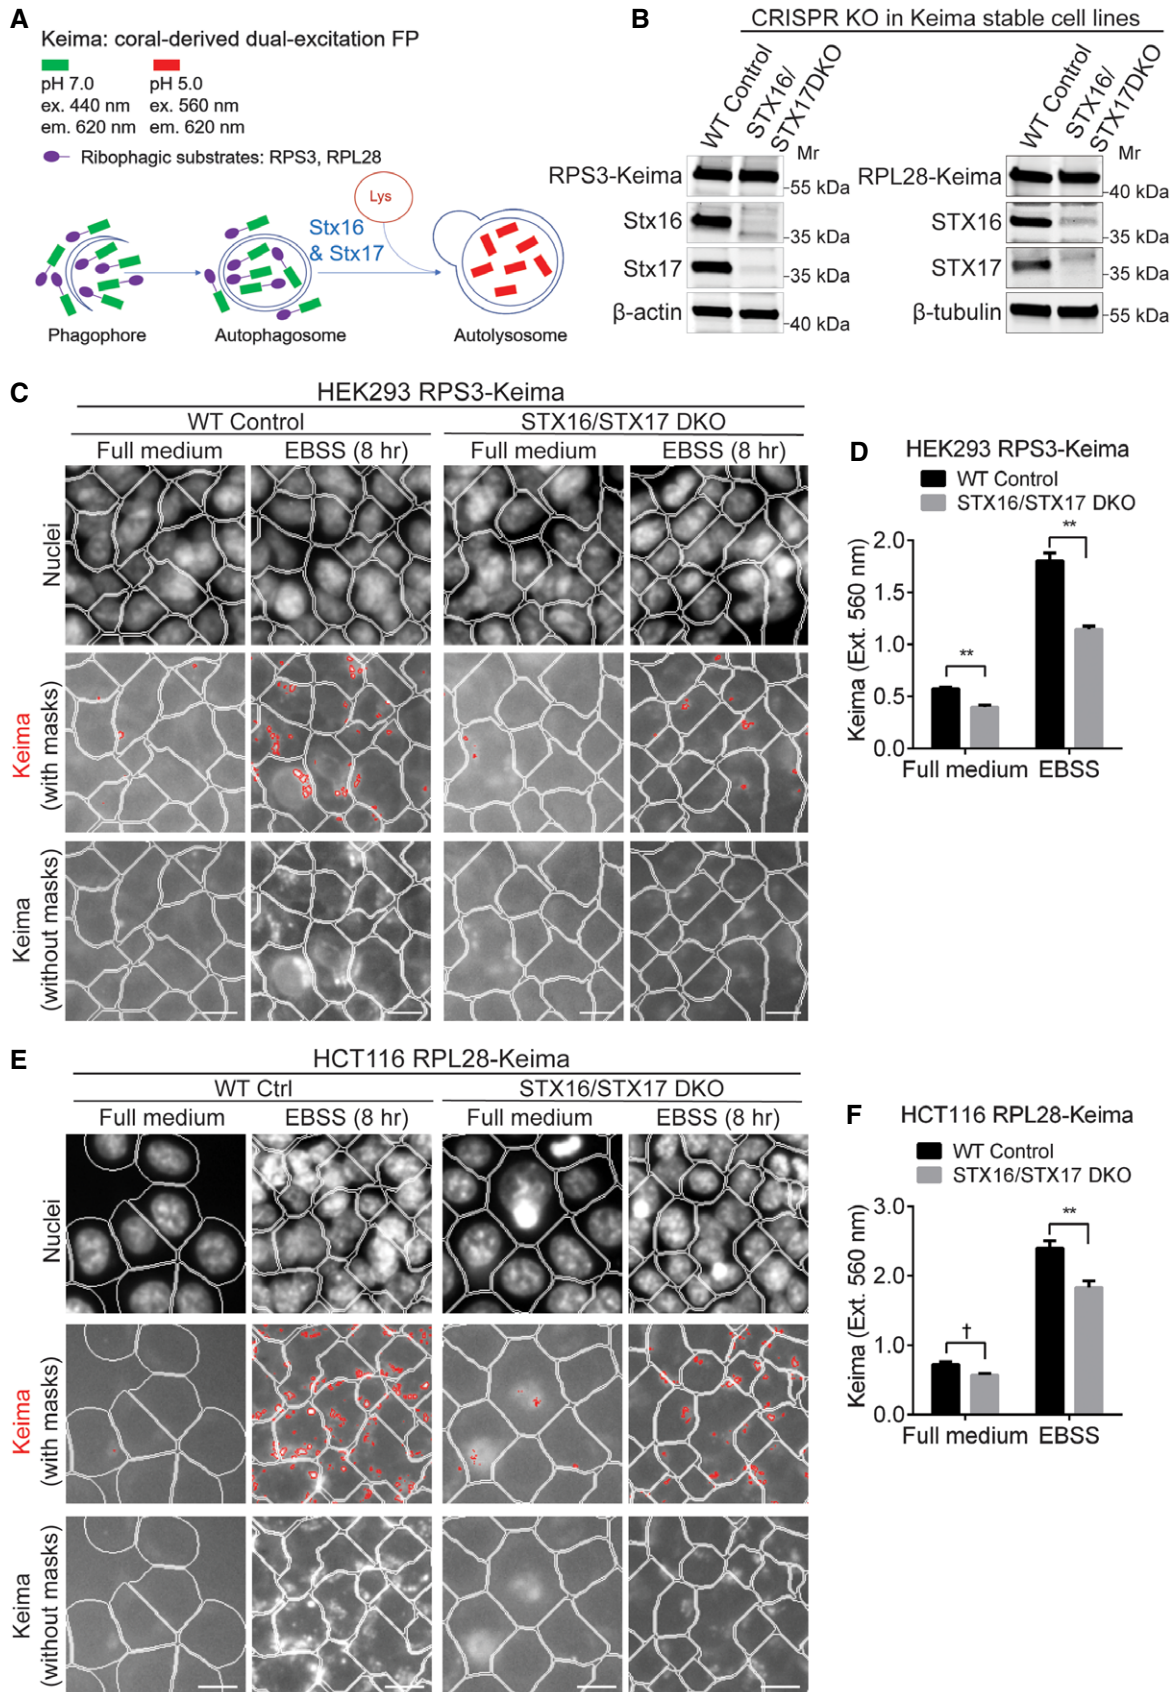 A
Keima: coral-derived dual-excitation FP
pH 7.0 pH 5.0
ex. 440 nm ex. 560 nm
em. 620 nm em. 620 nm
Ribophagic substrates: RPS3, RPL28
Lys
Stx16
& Stx17
Phagophore Autophagosome Autolysosome
B
CRISPR KO in Keima stable cell lines
WT Control
STX16/
STX17DKO
Mr
RPS3-Keima
55 kDa
Stx16
35 kDa
Stx17
35 kDa
β-actin
40 kDa
WT Control
STX16/
STX17DKO
Mr
RPL28-Keima
40 kDa
STX16
35 kDa
STX17
35 kDa
β-tubulin
55 kDa
C
HEK293 RPS3-Keima
WT Control STX16/STX17 DKO
Full medium EBSS (8 hr) Full medium EBSS (8 hr)
Nuclei
Keima
(with masks)
Keima
(without masks)
D
HEK293 RPS3-Keima
WT Control
STX16/STX17 DKO
Keima (Ext. 560 nm)
2.0
1.5
1.0
0.5
0.0
**
**
Full medium EBSS
E
HCT116 RPL28-Keima
WT Ctrl STX16/STX17 DKO
Full medium EBSS (8 hr) Full medium EBSS (8 hr)
Nuclei
Keima
(with masks)
Keima
(without masks)
F
HCT116 RPL28-Keima
WT Control
STX16/STX17 DKO
Keima (Ext. 560 nm)
3.0
2.0
1.0
0.0
†
**
Full medium EBSS